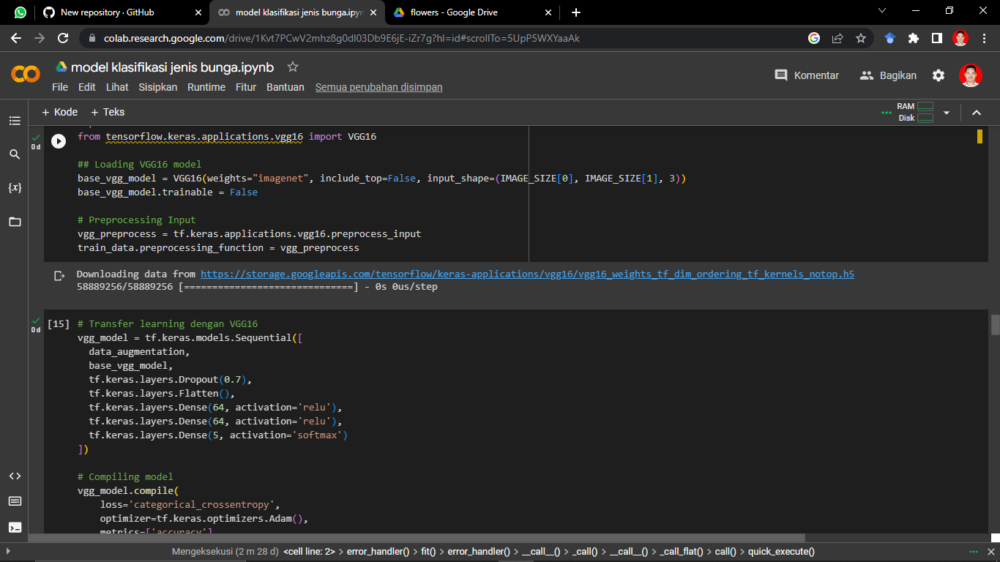 New repository · GitHub
model klasifikasi jenis bunga.ipyn
flowers - Google Drive
colab.research.google.com/drive/1Kvt7PCwV2mhz8g0dI03Db9E6jE-iZr7g?hl=id#scrollTo=5UpP5WXYaaAk
model klasifikasi jenis bunga.ipynb
Komentar
Bagikan
File Edit Lihat Sisipkan Runtime Fitur Bantuan Semua perubahan disimpan
+ Kode + Teks
RAM
Disk
0 d
from tensorflow.keras.applications.vgg16 import VGG16
## Loading VGG16 model
base_vgg_model = VGG16(weights="imagenet", include_top=False, input_shape=(IMAGE_SIZE[0], IMAGE_SIZE[1], 3))
base_vgg_model.trainable = False
# Preprocessing Input
vgg_preprocess = tf.keras.applications.vgg16.preprocess_input
train_data.preprocessing_function = vgg_preprocess
Downloading data from https://storage.googleapis.com/tensorflow/keras-applications/vgg16/vgg16_weights_tf_dim_ordering_tf_kernels_notop.h5
58889256/58889256 [==============================] - 0s 0us/step
0 d
[15] # Transfer learning dengan VGG16
vgg_model = tf.keras.models.Sequential([
data_augmentation,
base_vgg_model,
tf.keras.layers.Dropout(0.7),
tf.keras.layers.Flatten(),
tf.keras.layers.Dense(64, activation='relu'),
tf.keras.layers.Dense(64, activation='relu'),
tf.keras.layers.Dense(5, activation='softmax')
])
# Compiling model
vgg_model.compile(
loss='categorical_crossentropy',
optimizer=tf.keras.optimizers.Adam(),
metrics=['accuracy']
Mengeksekusi (2 m 28 d) <cell line: 2> > error_handler() > fit() > error_handler() > __call__() > _call() > __call__() > _call_flat() > call() > quick_execute()